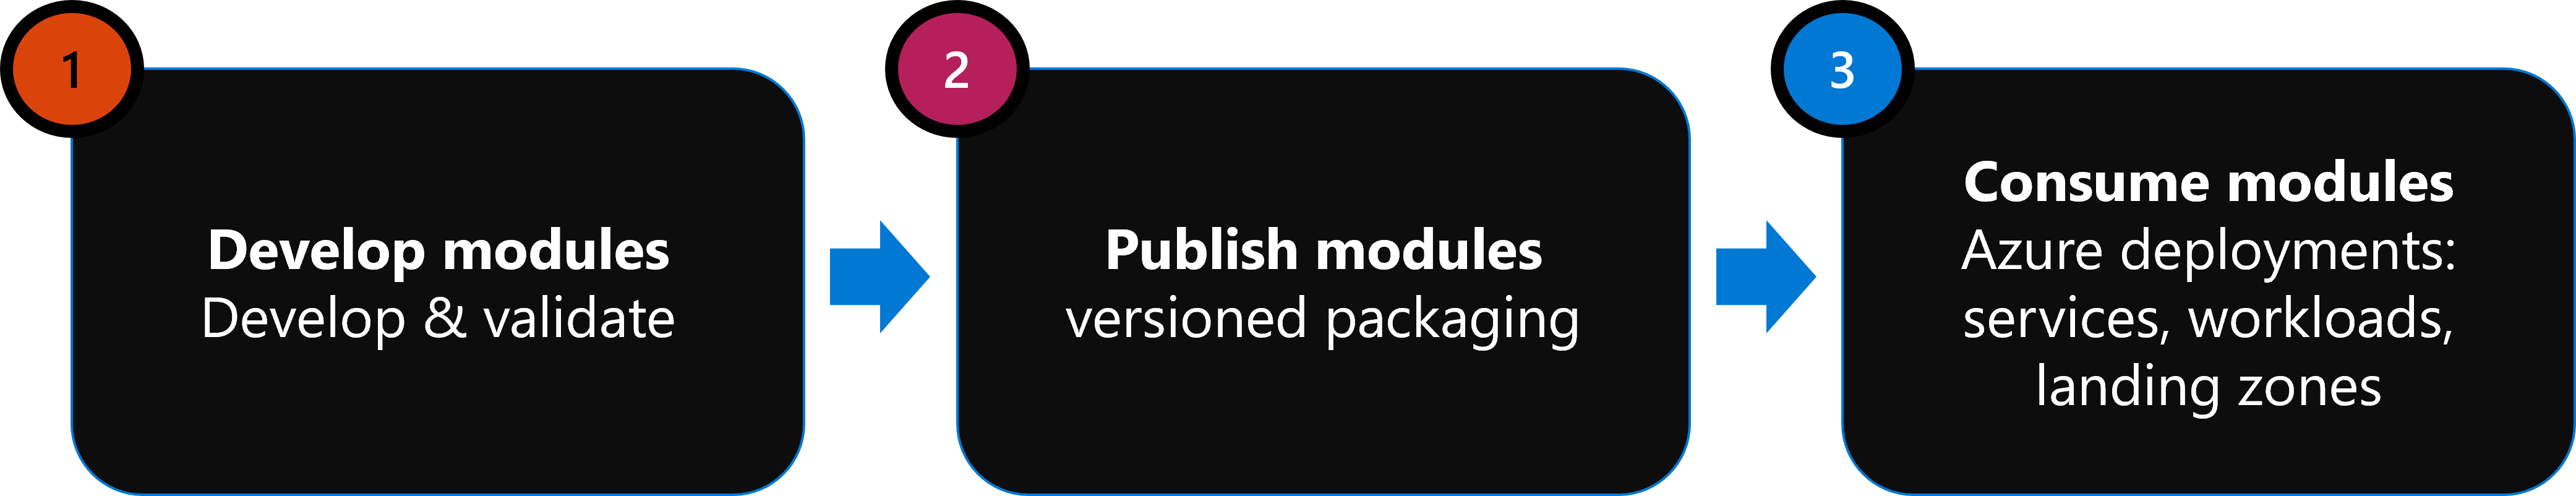 1
Develop modules
Develop & validate
2
Publish modules
versioned packaging
3
Consume modules
Azure deployments:
services, workloads,
landing zones